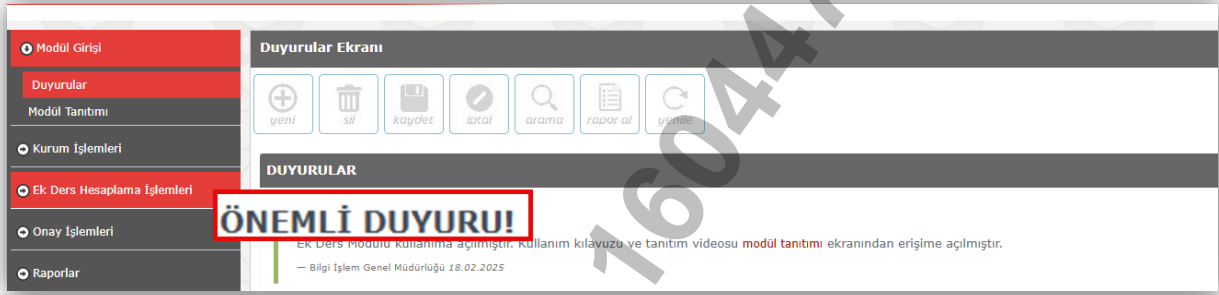 Modül Girişi
Duyurular
Modül Tanıtımı
Kurum İşlemleri
Ek Ders Hesaplama İşlemleri
Onay İşlemleri
Raporlar
Duyurular Ekranı
yeni sil kaydet iptal arama rapor al yenile
DUYURULAR
ÖNEMLİ DUYURU!
Ek Ders Modülü kullanıma açılmıştır. Kullanım kılavuzu ve tanıtım videosu modül tanıtımı ekranından erişime açılmıştır.
— Bilgi İşlem Genel Müdürlüğü 18.02.2025
16044